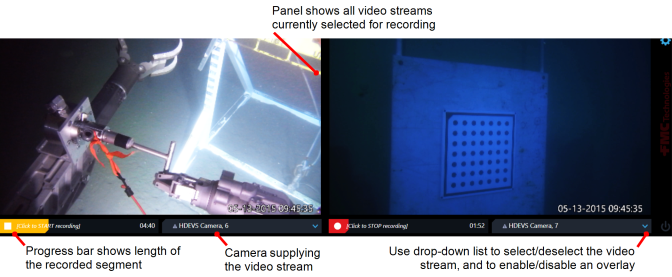 Panel shows all video streams
currently selected for recording
05-13-2015 09:45:35
05-13-2015 09:45:35
FMC Technologies
[Click to START recording] 04:40 HDEVS Camera, 6
[Click to STOP recording] 01:52 HDEVS Camera, 7
Progress bar shows length of
the recorded segment
Camera supplying
the video stream
Use drop-down list to select/deselect the video
stream, and to enable/disable an overlay